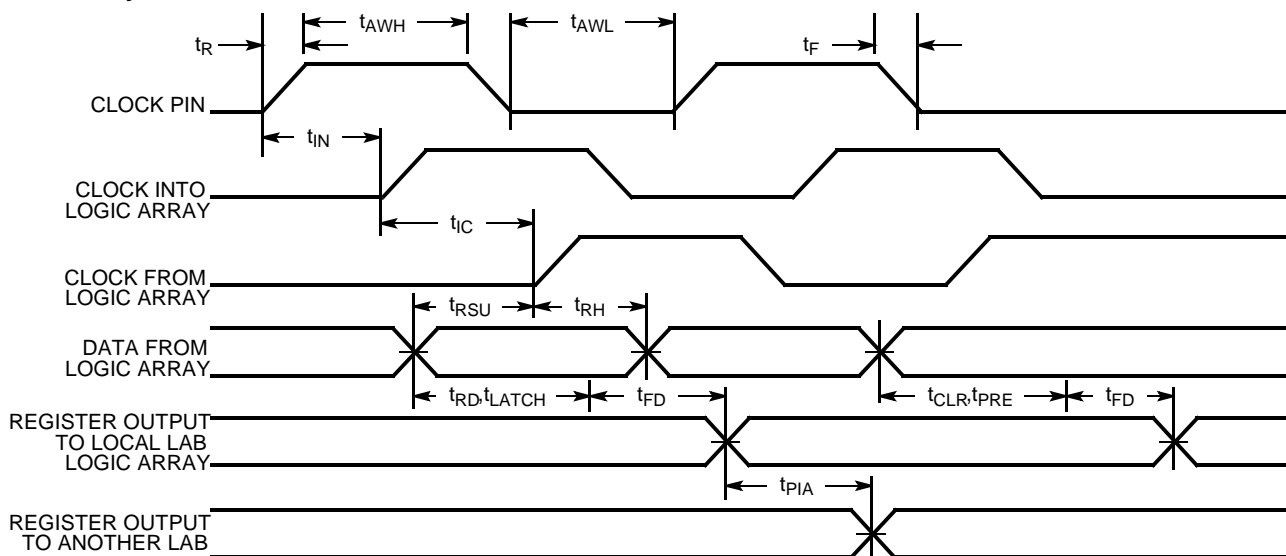 tR
tAWH
tAWL
tF
CLOCK PIN
tIN
CLOCK INTO
LOGIC ARRAY
tIC
CLOCK FROM
LOGIC ARRAY
tRSU
tRH
DATA FROM
LOGIC ARRAY
tRD,tLATCH
tFD
tCLR,tPRE
tFD
REGISTER OUTPUT
TO LOCAL LAB
LOGIC ARRAY
tPIA
REGISTER OUTPUT
TO ANOTHER LAB